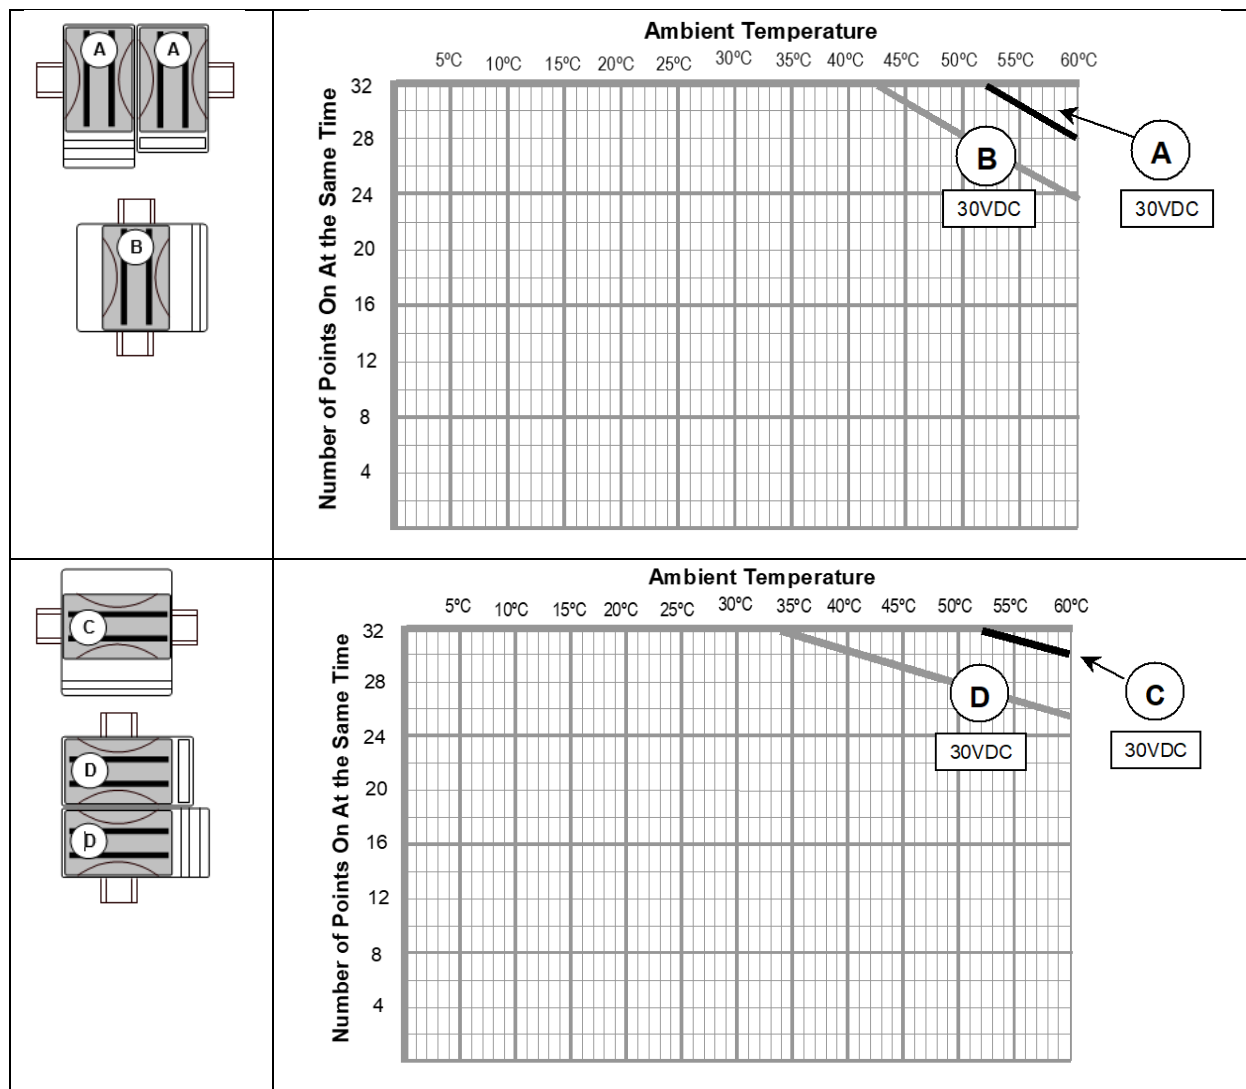 A A
B
Ambient Temperature
5ºC 10ºC 15ºC 20ºC 25ºC 30ºC 35ºC 40ºC 45ºC 50ºC 55ºC 60ºC
Number of Points On At the Same Time
32
28
24
20
16
12
8
4
B
30VDC
A
30VDC
C
D
D
Ambient Temperature
5ºC 10ºC 15ºC 20ºC 25ºC 30ºC 35ºC 40ºC 45ºC 50ºC 55ºC 60ºC
Number of Points On At the Same Time
32
28
24
20
16
12
8
4
D
30VDC
C
30VDC